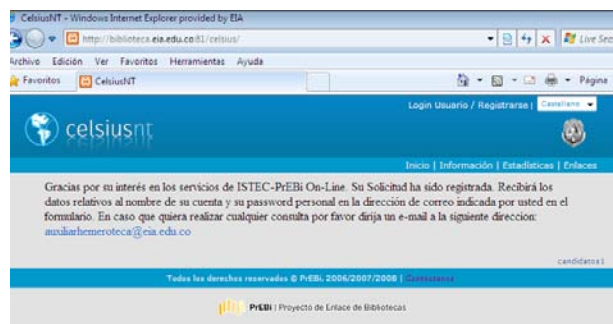 CelsiusNT - Windows Internet Explorer provided by EIA
http://biblioteca.eia.edu.co:81/celsius/
Live Sea
Archivo Edición Ver Favoritos Herramientas Ayuda
Favoritos CelsiusNT Página
Login Usuario / Registrarse | Castellano
celsiusnt
Inicio | Información | Estadísticas | Enlaces
Gracias por su interés en los servicios de ISTEC-PrEBi On-Line. Su Solicitud ha sido registrada. Recibirá los
datos relativos al nombre de su cuenta y su password personal en la dirección de correo indicada por usted en el
formulario. En caso que quiera realizar cualquier consulta por favor dirija un e-mail a la siguiente direccion:
auxiliarhemeroteca@eia.edu.co
candidatos1
Todos los derechos reservados © PrEBi, 2006/2007/2008 | Contáctenos
PrEBi | Proyecto de Enlace de Bibliotecas